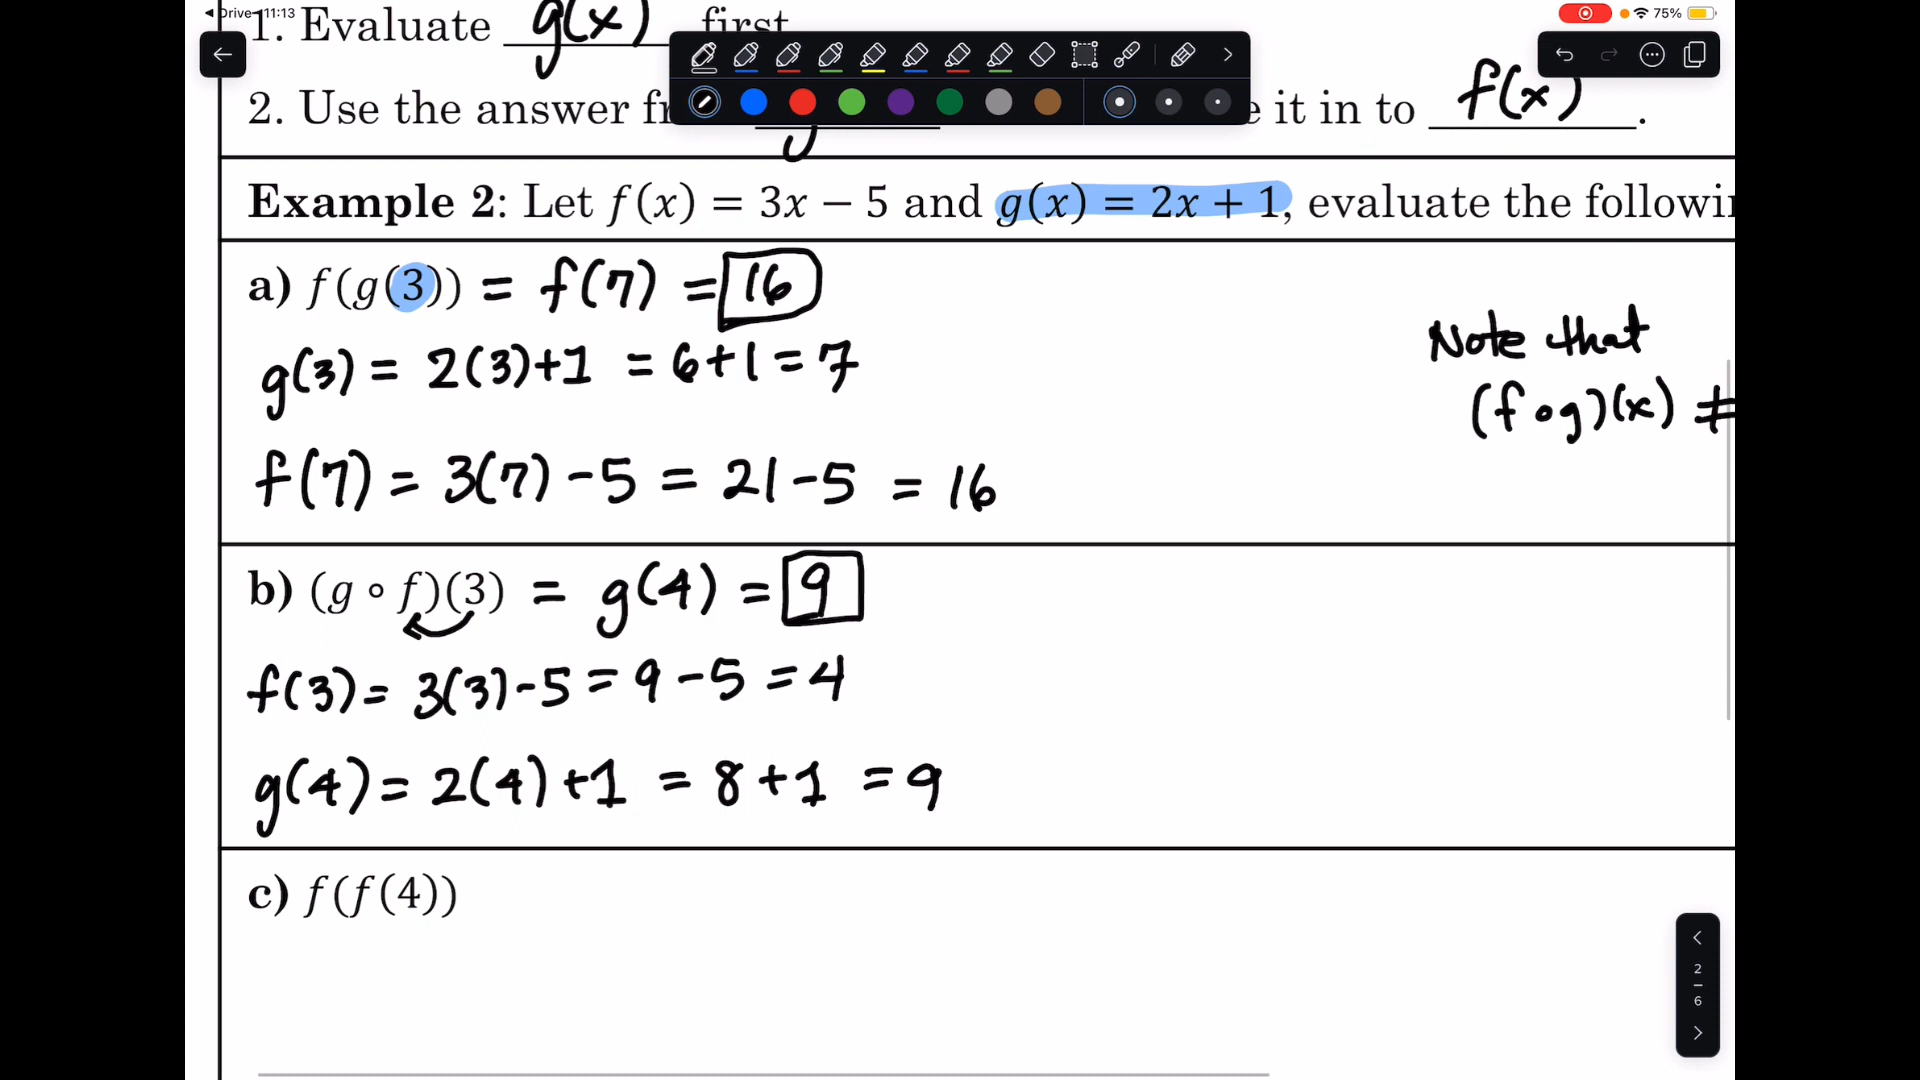 Drive 11:13
75%
1. Evaluate g(x) first
2. Use the answer it in to f(x).
Example 2: Let f(x) = 3x − 5 and g(x) = 2x + 1, evaluate the
a) f(g(3)) = f(7) = 16
g(3) = 2(3)+1 = 6+1 = 7
f(7) = 3(7) - 5 = 21 - 5 = 16
Note that
(f∘g)(x) ≠
b) (g ∘ f)(3) = g(4) = 9
f(3) = 3(3)-5 = 9 - 5 = 4
g(4) = 2(4) + 1 = 8 + 1 = 9
c) f(f(4))
2
6